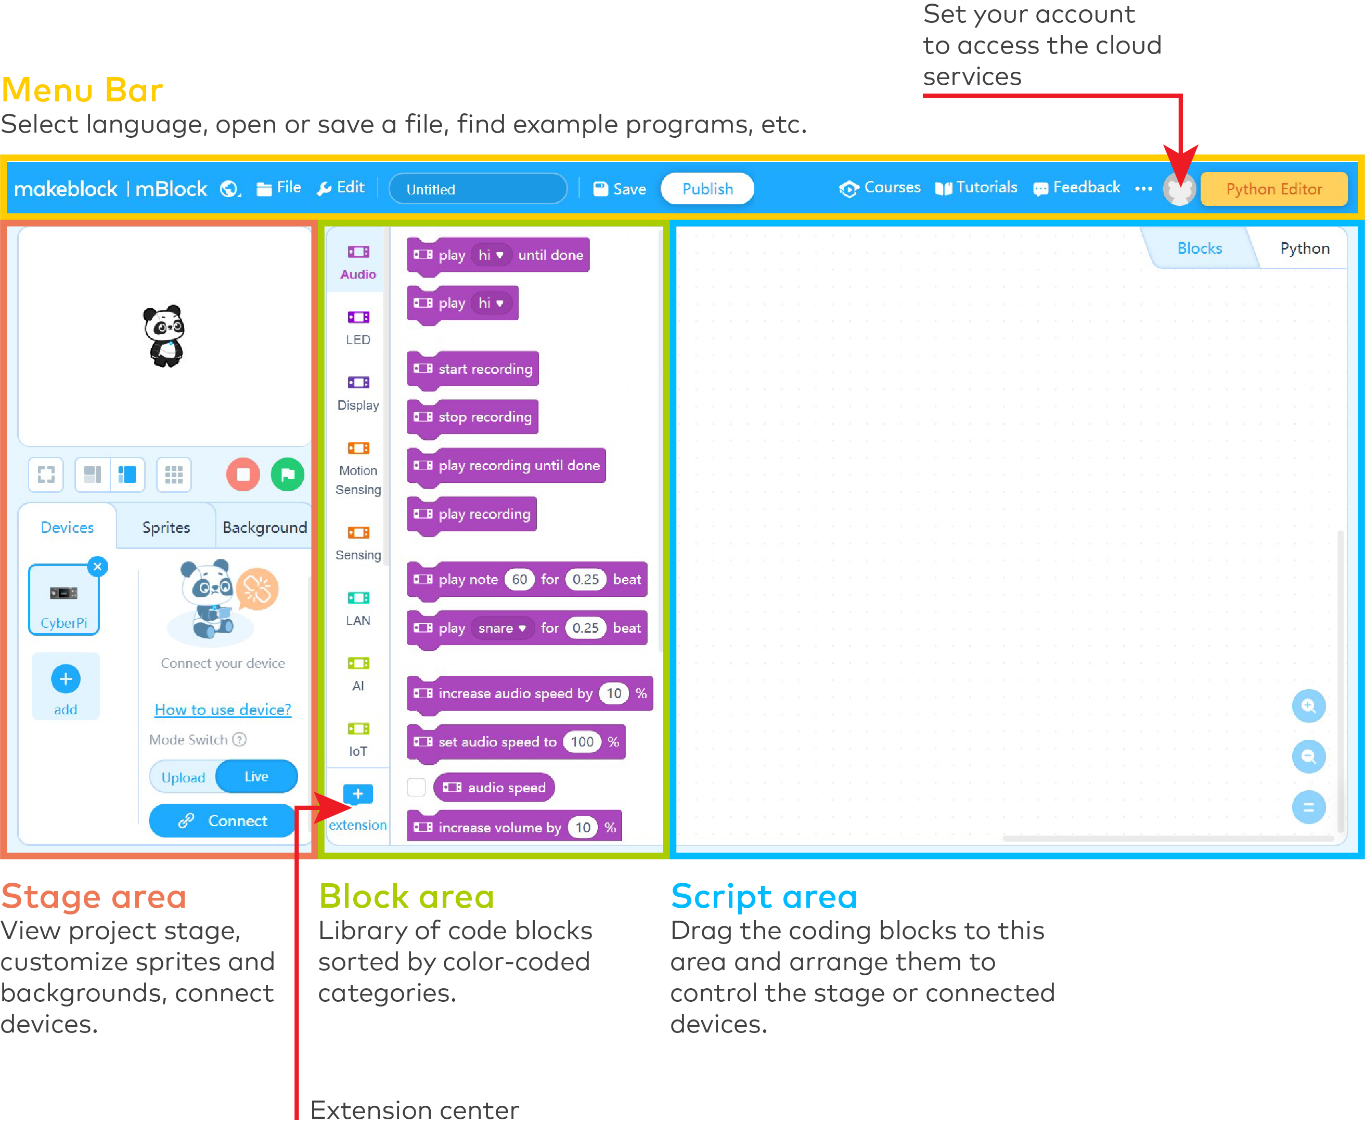 Set your account
to access the cloud
services
Menu Bar
Select language, open or save a file, find example programs, etc.
makeblock | mBlock File Edit Untitled Save Publish Courses Tutorials Feedback ••• Python Editor
Blocks Python
Audio
LED
Display
Motion
Sensing
Sensing
LAN
AI
IoT
extension
play hi until done
play hi
start recording
stop recording
play recording until done
play recording
play note 60 for 0.25 beat
play snare for 0.25 beat
increase audio speed by 10 %
set audio speed to 100 %
audio speed
increase volume by 10 %
Devices Sprites Background
CyberPi
add
Connect your device
How to use device?
Mode Switch ?
Upload Live
Connect
Stage area
View project stage,
customize sprites and
backgrounds, connect
devices.
Block area
Library of code blocks
sorted by color-coded
categories.
Script area
Drag the coding blocks to this
area and arrange them to
control the stage or connected
devices.
Extension center